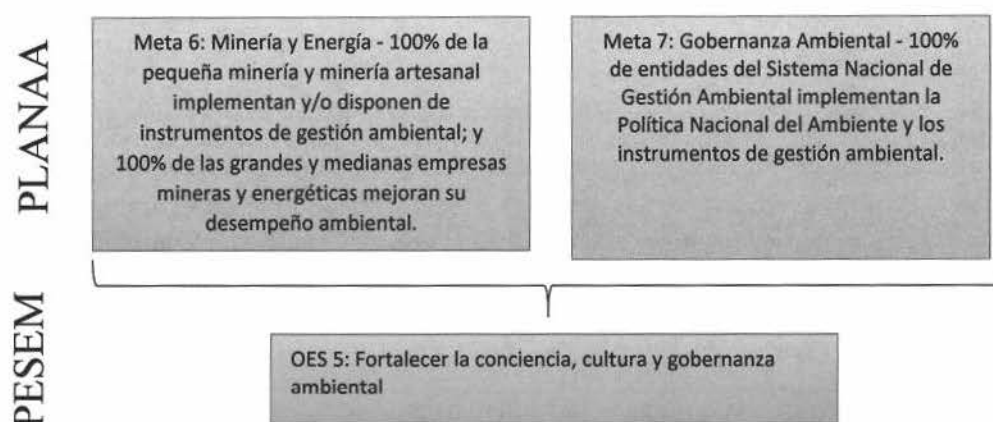 PLANAA
Meta 6: Minería y Energía - 100% de la
pequeña minería y minería artesanal
implementan y/o disponen de
instrumentos de gestión ambiental; y
100% de las grandes y medianas empresas
mineras y energéticas mejoran su
desempeño ambiental.
Meta 7: Gobernanza Ambiental - 100%
de entidades del Sistema Nacional de
Gestión Ambiental implementan la
Política Nacional del Ambiente y los
instrumentos de gestión ambiental.
PESEM
OES 5: Fortalecer la conciencia, cultura y gobernanza
ambiental